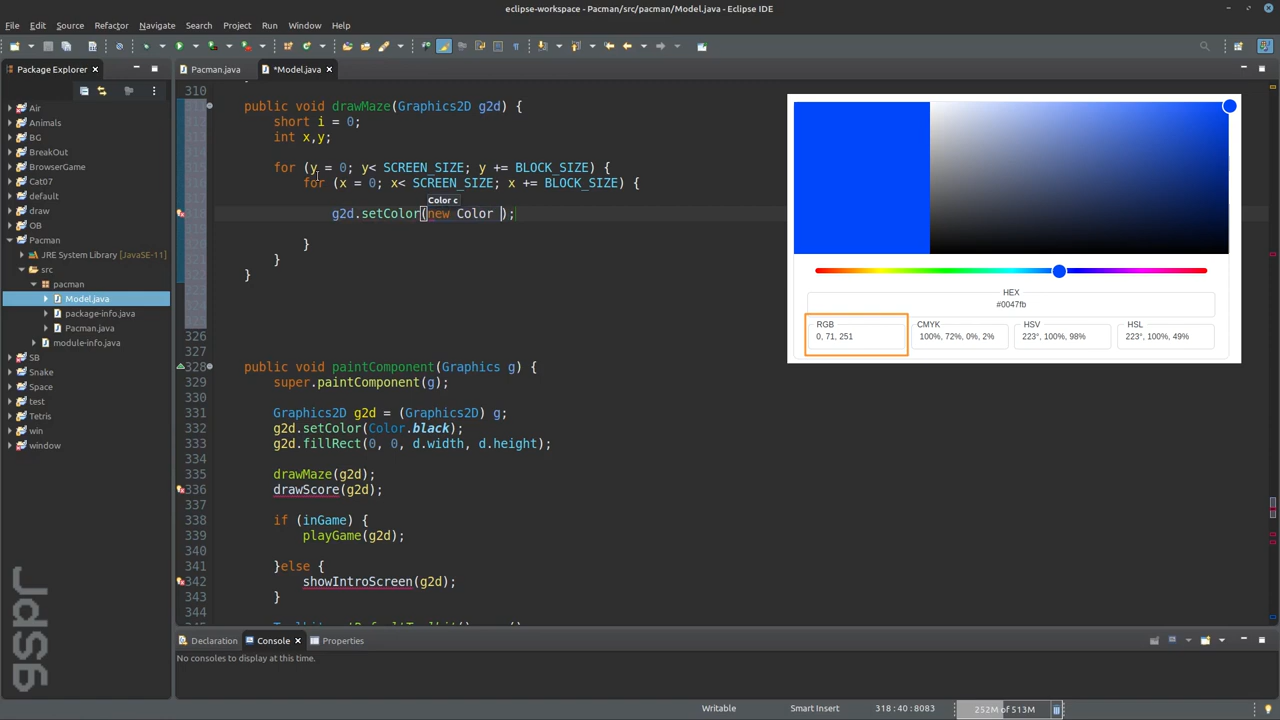 eclipse-workspace - Pacman/src/pacman/Model.java - Eclipse IDE
File Edit Source Refactor Navigate Search Project Run Window Help
Package Explorer
Pacman.java *Model.java
Air
Animals
BG
BreakOut
BrowserGame
Cat07
default
draw
OB
Pacman
JRE System Library [JavaSE-11]
src
pacman
Model.java
package-info.java
Pacman.java
module-info.java
SB
Snake
Space
test
Tetris
win
window
310
public void drawMaze(Graphics2D g2d) {
short i = 0;
int x,y;
for (y = 0; y< SCREEN_SIZE; y += BLOCK_SIZE) {
for (x = 0; x< SCREEN_SIZE; x += BLOCK_SIZE) {
Color c
318 g2d.setColor(new Color );
}
}
}
326
327
328 public void paintComponent(Graphics g) {
329 super.paintComponent(g);
330
331 Graphics2D g2d = (Graphics2D) g;
332 g2d.setColor(Color.black);
333 g2d.fillRect(0, 0, d.width, d.height);
334
335 drawMaze(g2d);
336 drawScore(g2d);
337
338 if (inGame) {
339 playGame(g2d);
340
341 }else {
342 showIntroScreen(g2d);
343 }
344
HEX
#0047fb
RGB
0, 71, 251
CMYK
100%, 72%, 0%, 2%
HSV
223°, 100%, 98%
HSL
223°, 100%, 49%
Declaration Console Properties
No consoles to display at this time.
Writable Smart Insert 318 : 40 : 8083 252M of 513M